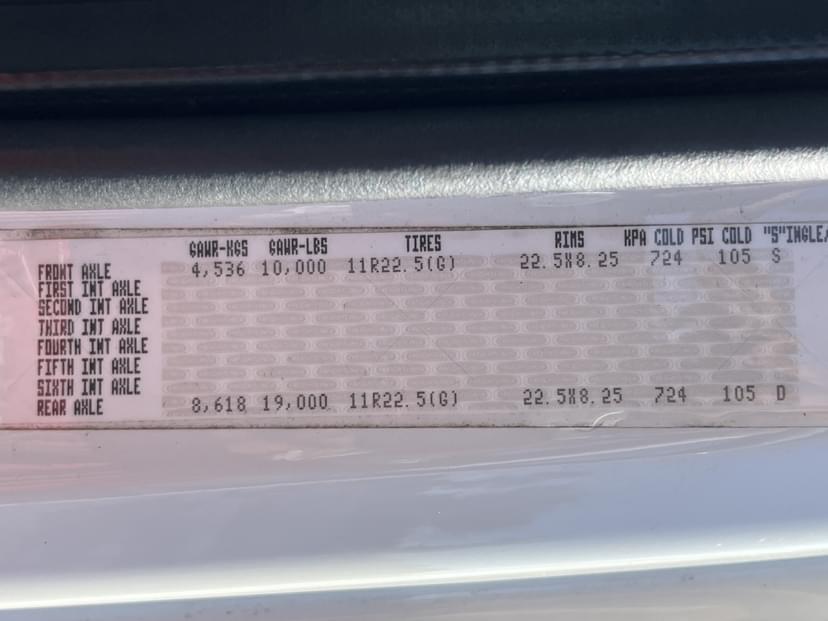 GAWR-KGS GAWR-LBS TIRES RIMS KPA COLD PSI COLD "S"INGLE/
FRONT AXLE 4,536 10,000 11R22.5(G) 22.5X8.25 724 105 S
FIRST INT AXLE
SECOND INT AXLE
THIRD INT AXLE
FOURTH INT AXLE
FIFTH INT AXLE
SIXTH INT AXLE
REAR AXLE 8,618 19,000 11R22.5(G) 22.5X8.25 724 105 D